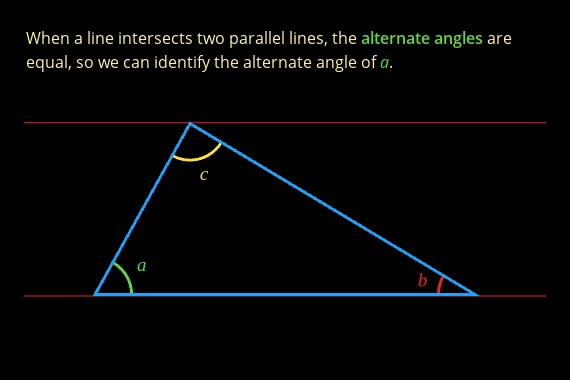 When a line intersects two parallel lines, the alternate angles are
equal, so we can identify the alternate angle of a.
c
a
b